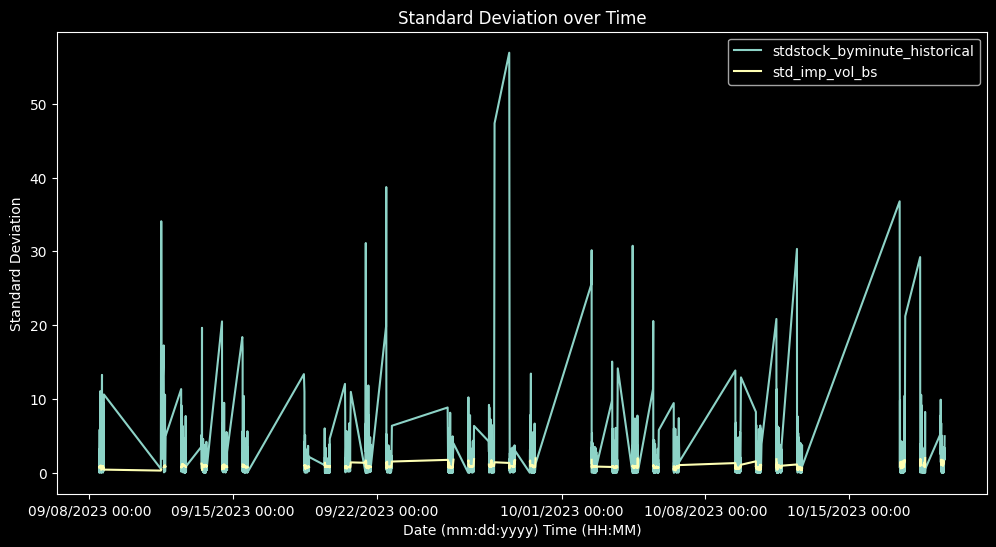 Standard Deviation over Time
stdstock_byminute_historical
std_imp_vol_bs
Standard Deviation
50
40
30
20
10
0
09/08/2023 00:00 09/15/2023 00:00 09/22/2023 00:00 10/01/2023 00:00 10/08/2023 00:00 10/15/2023 00:00
Date (mm:dd:yyyy) Time (HH:MM)